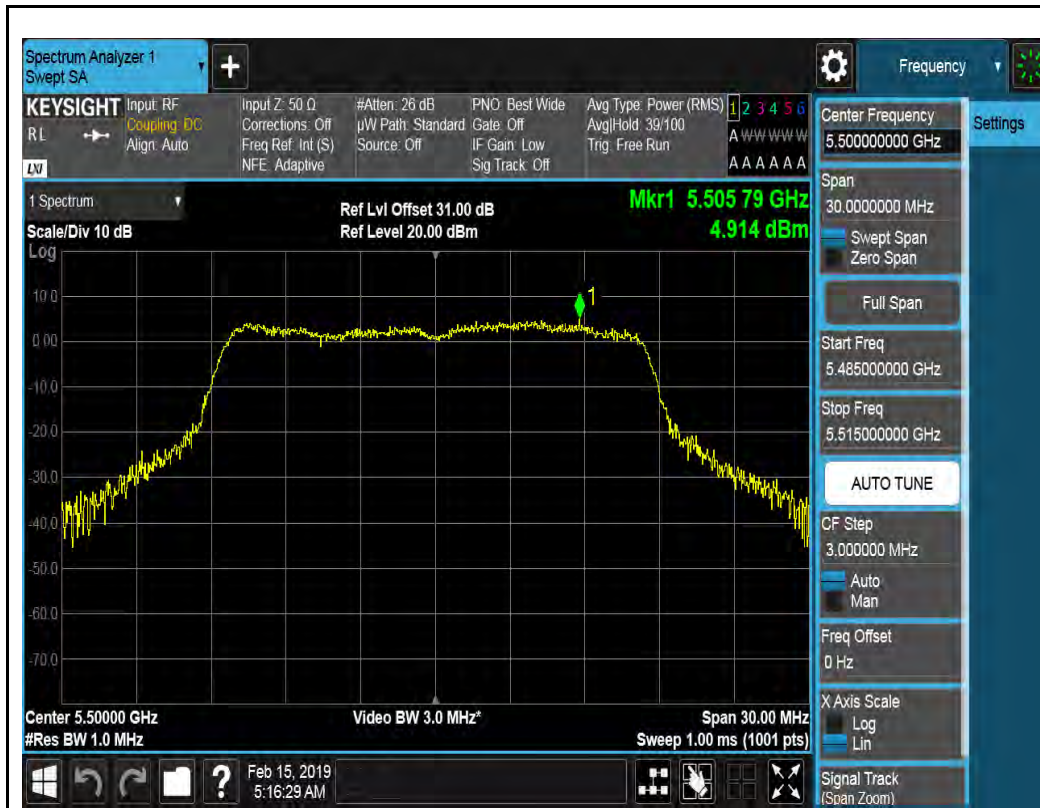 Spectrum Analyzer 1
Swept SA
+
Frequency
KEYSIGHT
RL
LXI
Input: RF
Coupling: DC
Align: Auto
Input Z: 50 Ω
Corrections: Off
Freq Ref: Int (S)
NFE: Adaptive
#Atten: 26 dB
µW Path: Standard
Source: Off
PNO: Best Wide
Gate: Off
IF Gain: Low
Sig Track: Off
Avg Type: Power (RMS)
Avg|Hold: 39/100
Trig: Free Run
1 2 3 4 5 6
A W W W W W
A A A A A A
1 Spectrum
Scale/Div 10 dB
Ref Lvl Offset 31.00 dB
Ref Level 20.00 dBm
Mkr1 5.505 79 GHz
4.914 dBm
Log
10.0
0.00
-10.0
-20.0
-30.0
-40.0
-50.0
-60.0
-70.0
1
Center 5.50000 GHz
#Res BW 1.0 MHz
Video BW 3.0 MHz*
Span 30.00 MHz
Sweep 1.00 ms (1001 pts)
?
Feb 15, 2019
5:16:29 AM
Center Frequency
5.500000000 GHz
Span
30.0000000 MHz
Swept Span
Zero Span
Full Span
Start Freq
5.485000000 GHz
Stop Freq
5.515000000 GHz
AUTO TUNE
CF Step
3.000000 MHz
Auto
Man
Freq Offset
0 Hz
X Axis Scale
Log
Lin
Signal Track
(Span Zoom)
Settings